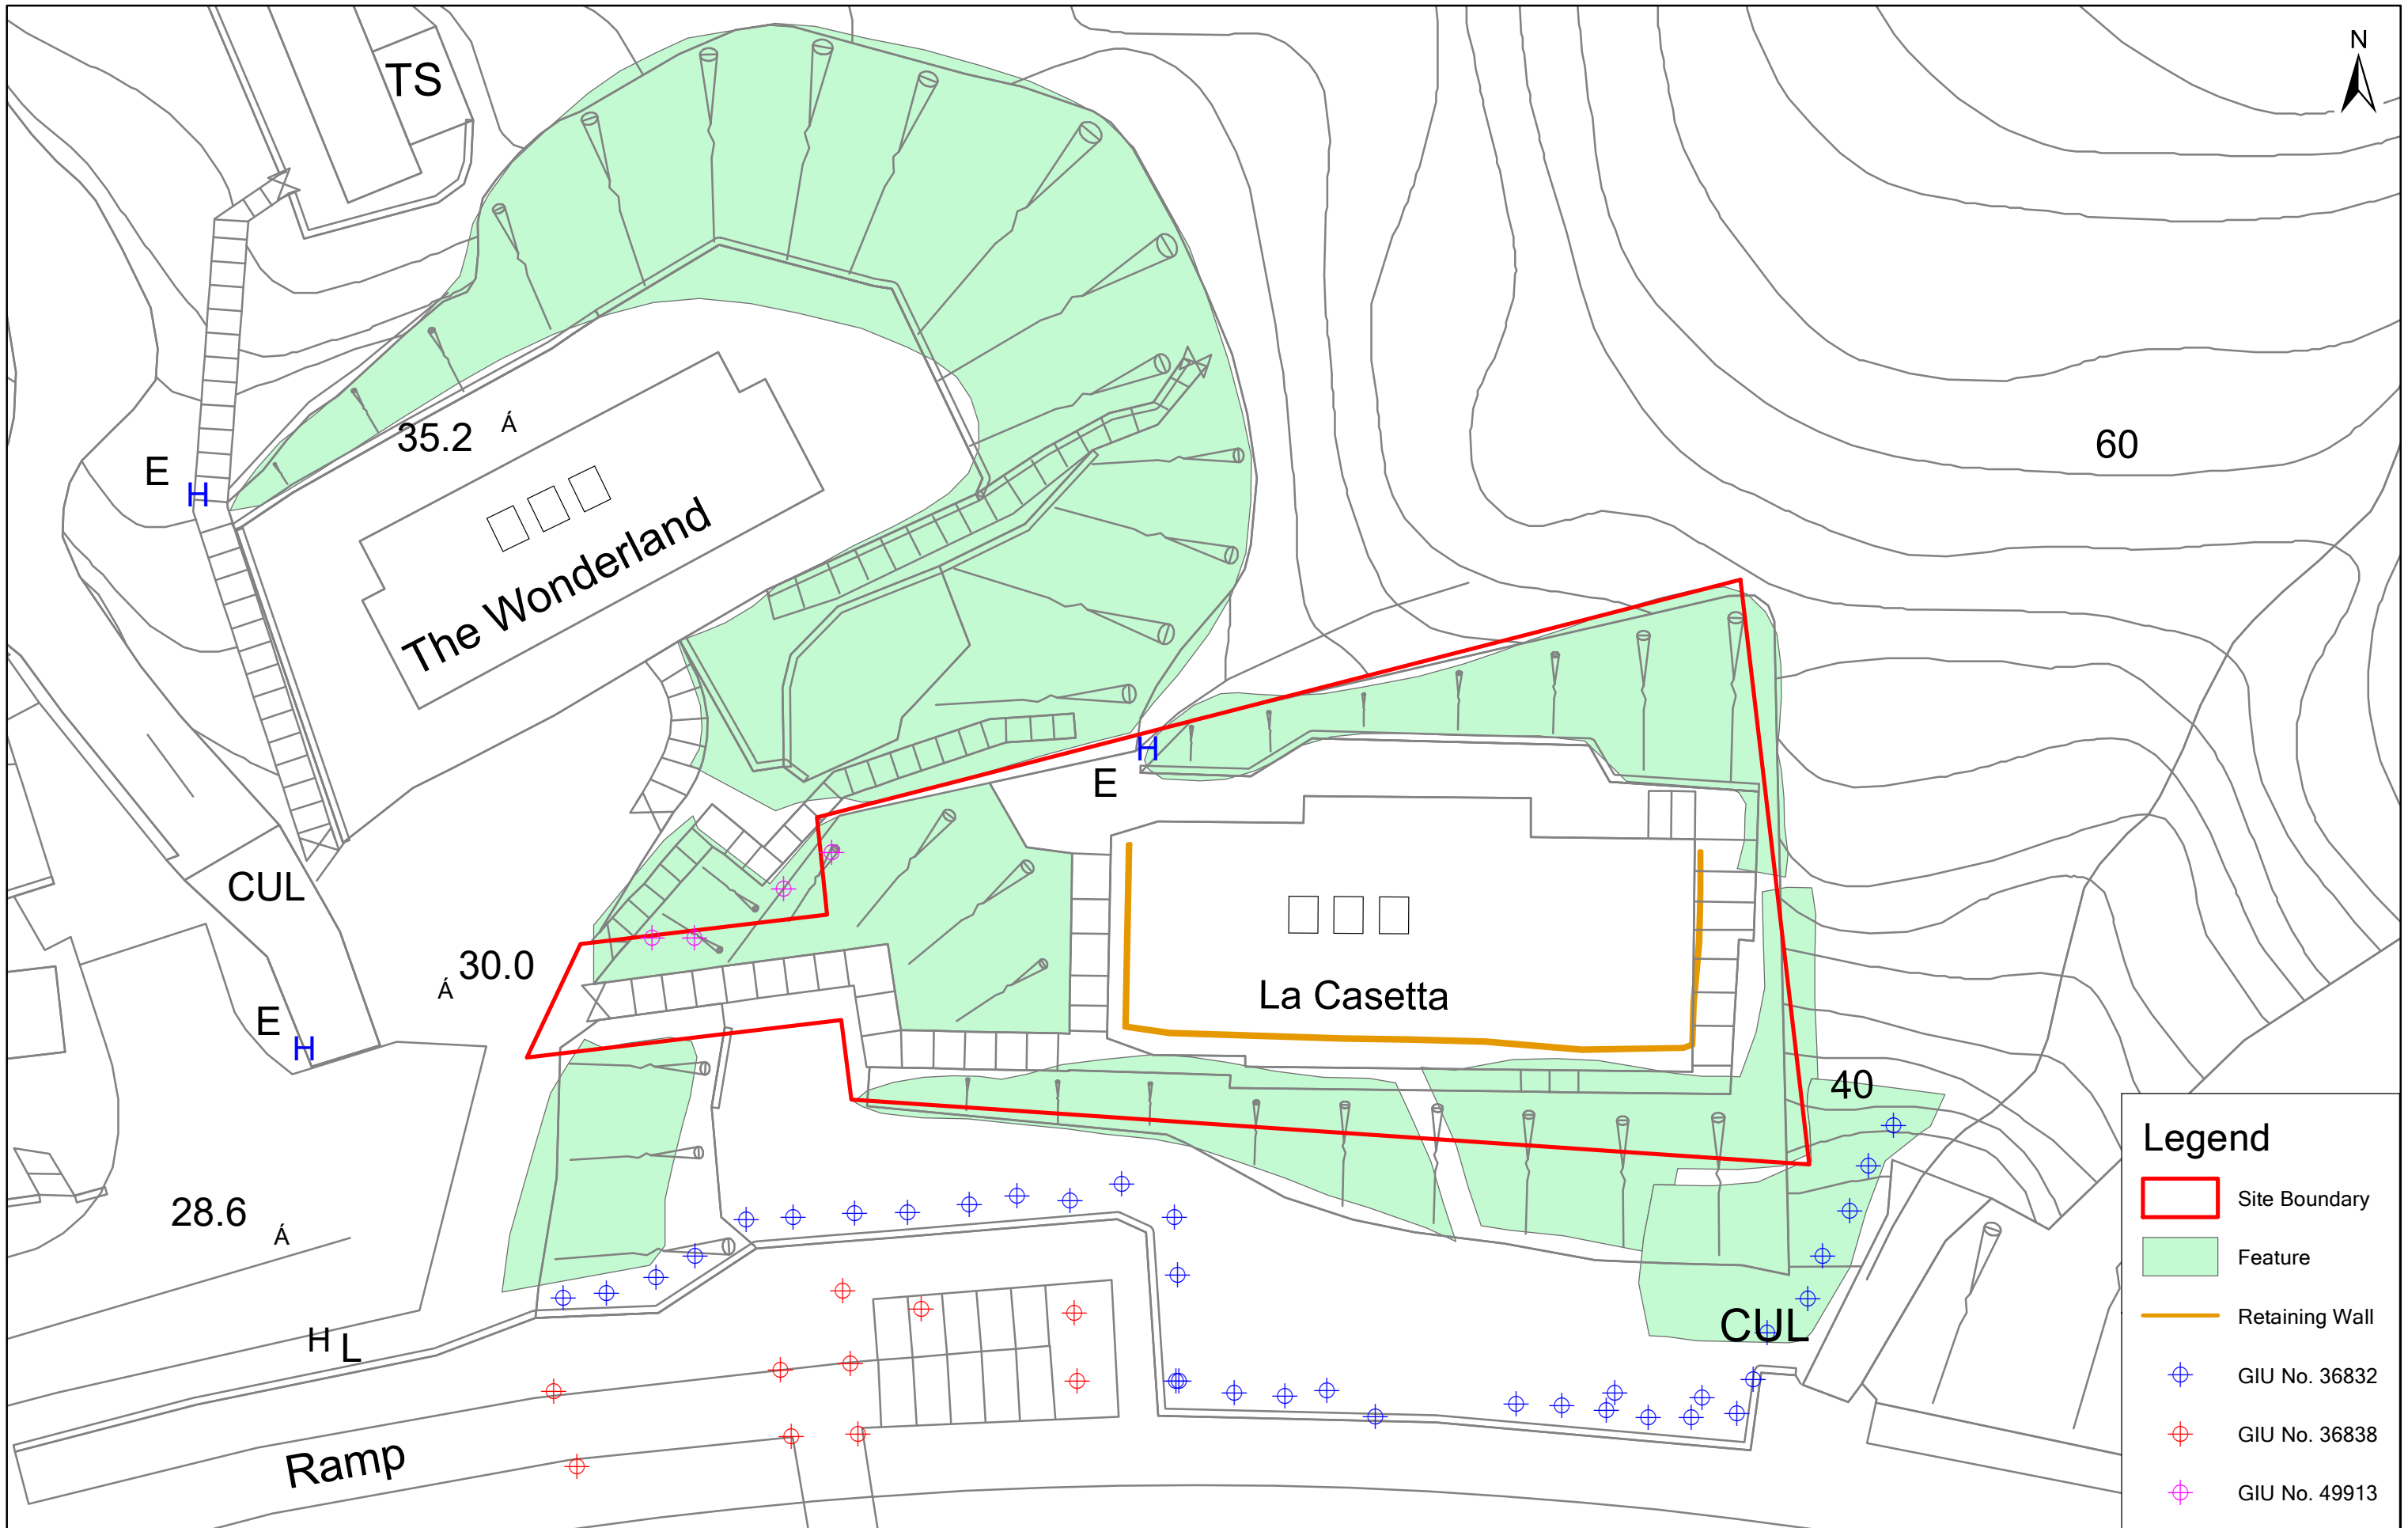 N
TS
35.2 Á
E
H
60
The Wonderland
H
E
CUL
Á 30.0
La Casetta
E
H
40
28.6 Á
H L
CUL
Ramp
Legend
Site Boundary
Feature
Retaining Wall
GIU No. 36832
GIU No. 36838
GIU No. 49913